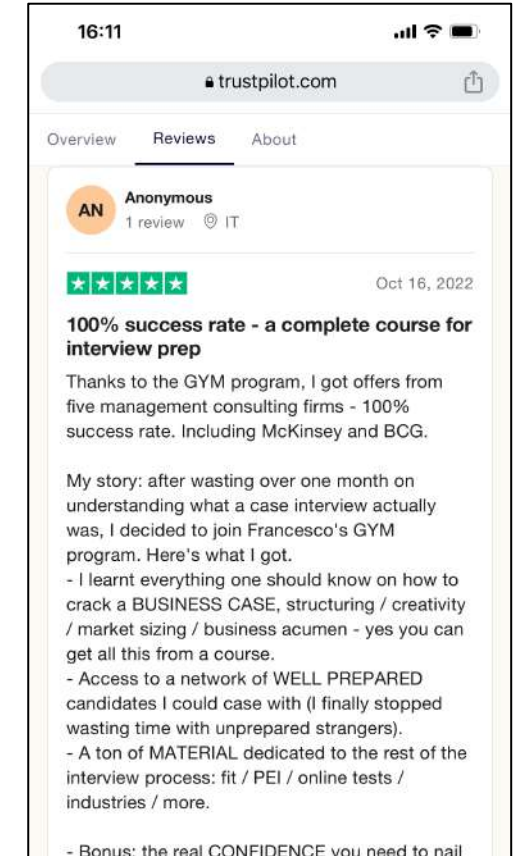 16:11
trustpilot.com
Overview Reviews About
AN
Anonymous
1 review IT
Oct 16, 2022
100% success rate - a complete course for
interview prep
Thanks to the GYM program, I got offers from
five management consulting firms - 100%
success rate. Including McKinsey and BCG.
My story: after wasting over one month on
understanding what a case interview actually
was, I decided to join Francesco's GYM
program. Here's what I got.
- I learnt everything one should know on how to
crack a BUSINESS CASE, structuring / creativity
/ market sizing / business acumen - yes you can
get all this from a course.
- Access to a network of WELL PREPARED
candidates I could case with (I finally stopped
wasting time with unprepared strangers).
- A ton of MATERIAL dedicated to the rest of the
interview process: fit / PEI / online tests /
industries / more.
- Bonus: the real CONFIDENCE you need to nail